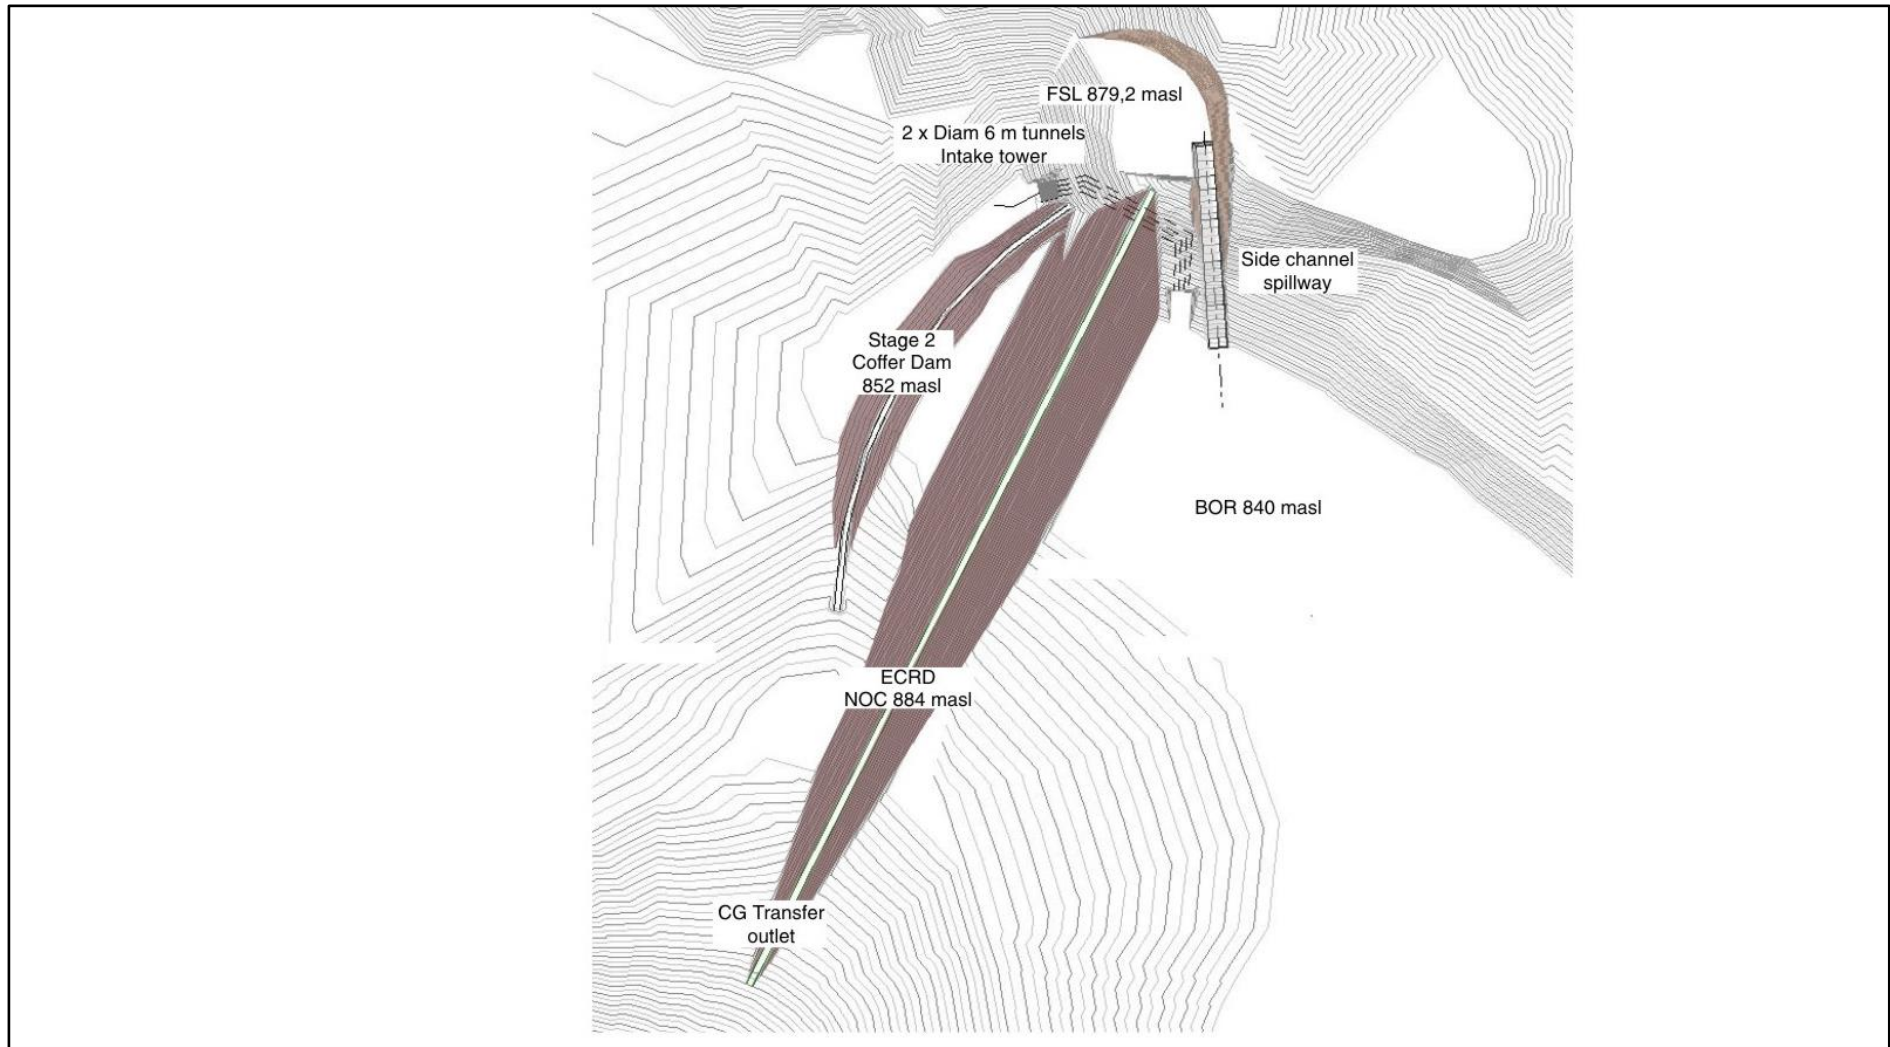 FSL 879,2 masl
2 x Diam 6 m tunnels
Intake tower
Side channel
spillway
Stage 2
Coffer Dam
852 masl
BOR 840 masl
ECRD
NOC 884 masl
CG Transfer
outlet